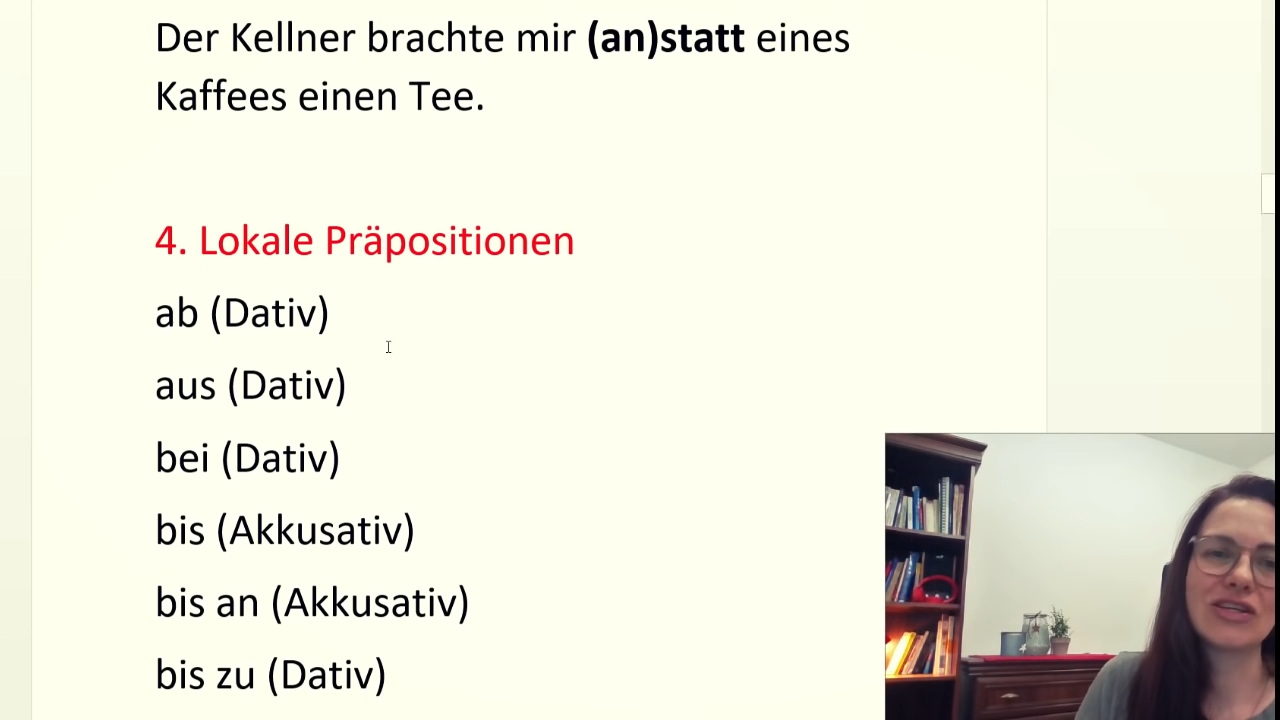 Der Kellner brachte mir (an)statt eines
Kaffees einen Tee.
4. Lokale Präpositionen
ab (Dativ)
aus (Dativ)
bei (Dativ)
bis (Akkusativ)
bis an (Akkusativ)
bis zu (Dativ)